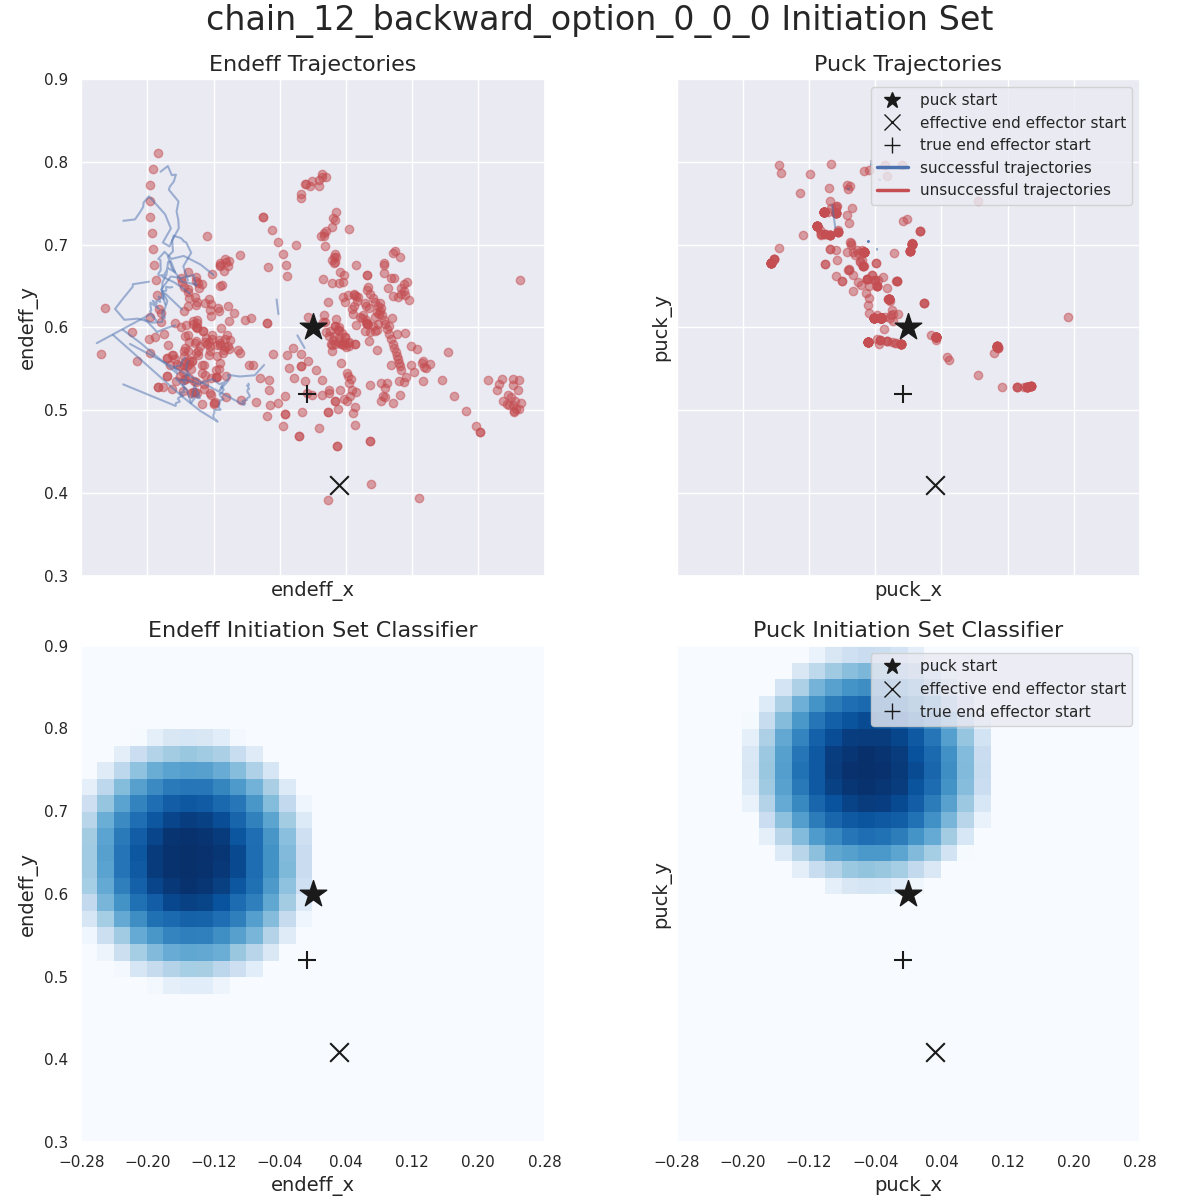 chain_12_backward_option_0_0_0 Initiation Set
Endeff Trajectories
0.9
0.8
0.7
0.6
0.5
0.4
0.3
endeff_y
endeff_x
Puck Trajectories
puck start
effective end effector start
true end effector start
successful trajectories
unsuccessful trajectories
puck_y
puck_x
Endeff Initiation Set Classifier
0.9
0.8
0.7
0.6
0.5
0.4
0.3
endeff_y
−0.28 −0.20 −0.12 −0.04 0.04 0.12 0.20 0.28
endeff_x
Puck Initiation Set Classifier
puck start
effective end effector start
true end effector start
puck_y
−0.28 −0.20 −0.12 −0.04 0.04 0.12 0.20 0.28
puck_x